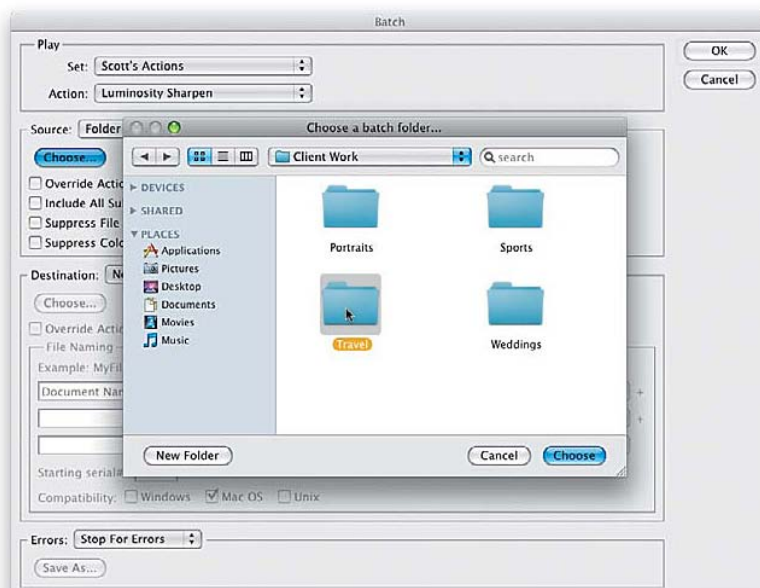 Batch
Play
Set: Scott's Actions
Action: Luminosity Sharpen
OK
Cancel
Source: Folder
Choose...
Override Actio
Include All Su
Suppress File
Suppress Colo
Choose a batch folder...
Client Work
search
DEVICES
SHARED
PLACES
Applications
Pictures
Desktop
Documents
Movies
Music
Portraits
Sports
Travel
Weddings
New Folder
Cancel
Choose
Destination: N
Choose...
Override Actio
File Naming
Example: MyFil
Document Nan
+
+
Starting serial#
Compatibility: Windows Mac OS Unix
Errors: Stop For Errors
Save As...